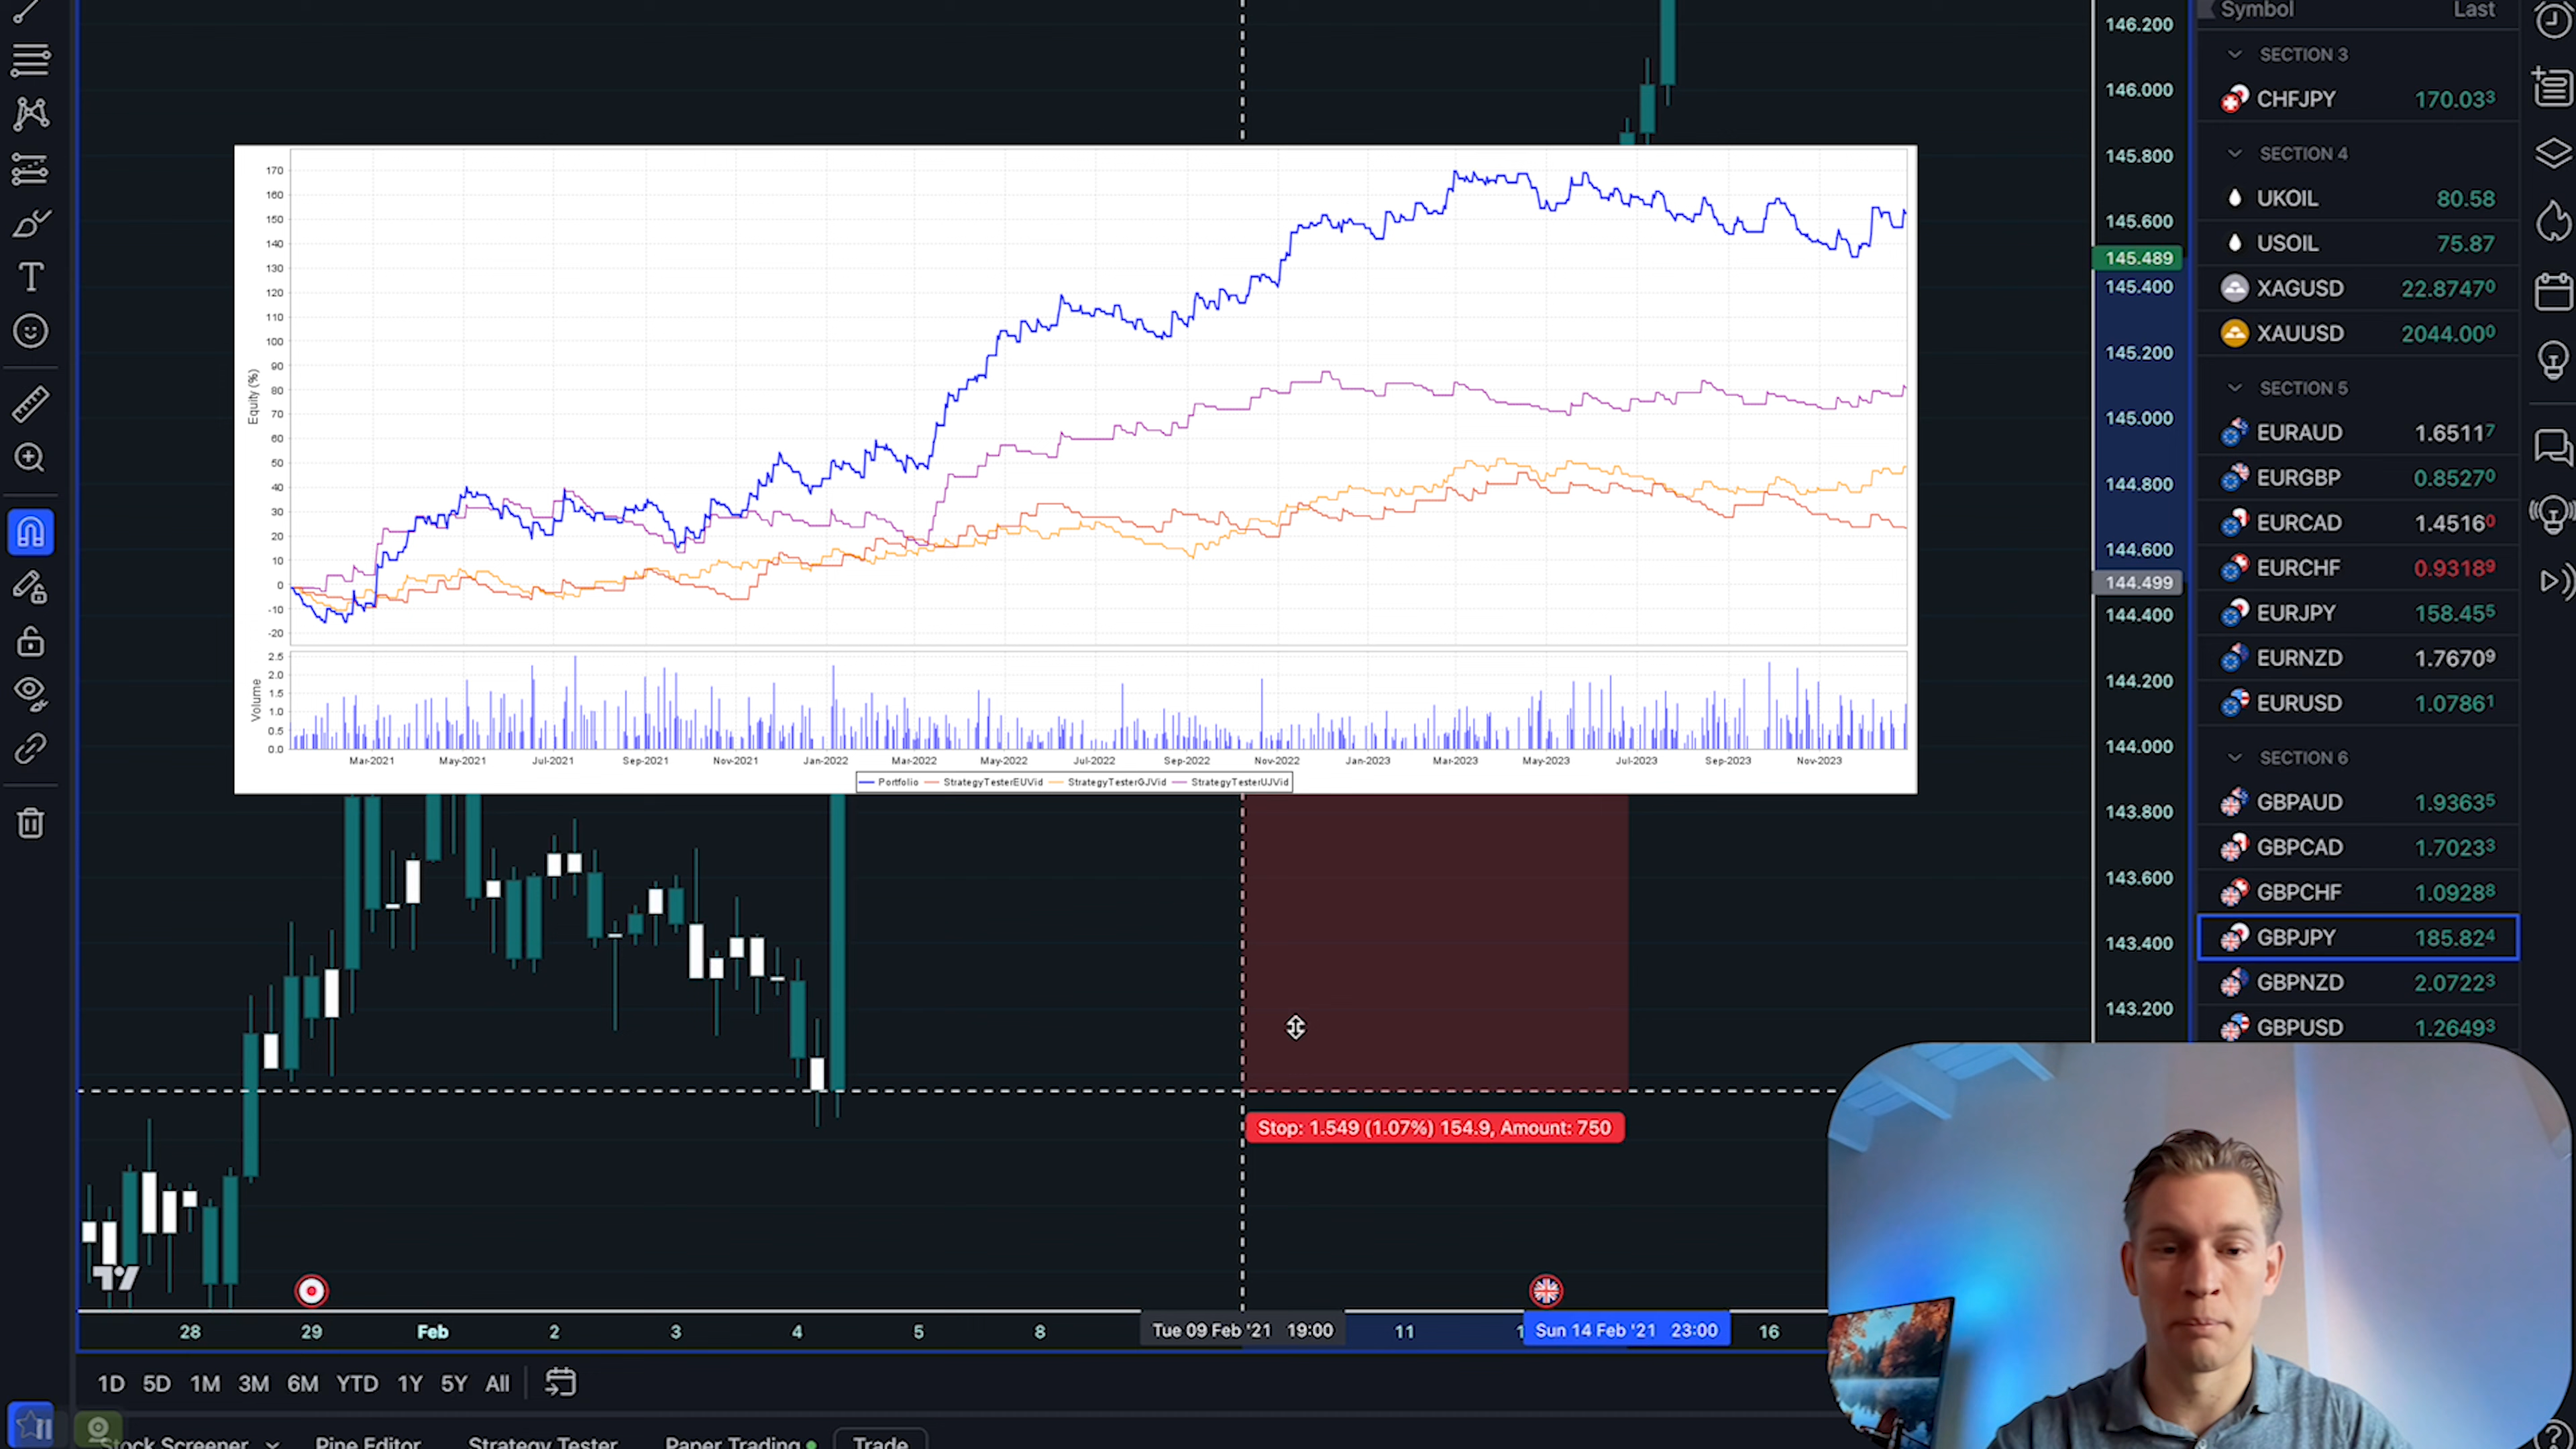 Symbol Last
SECTION 3
CHFJPY 170.033
SECTION 4
UKOIL 80.58
USOIL 75.87
XAGUSD 22.87470
XAUUSD 2044.000
SECTION 5
EURAUD 1.65117
EURGBP 0.85270
EURCAD 1.45160
EURCHF 0.93189
EURJPY 158.455
EURNZD 1.76709
EURUSD 1.07861
SECTION 6
GBPAUD 1.93635
GBPCAD 1.70233
GBPCHF 1.09288
GBPJPY 185.824
GBPNZD 2.07223
GBPUSD 1.26493
146.200
146.000
145.800
145.600
145.489
145.400
145.200
145.000
144.800
144.600
144.499
144.400
144.200
144.000
143.800
143.600
143.400
143.200
Equity (%)
170
160
150
140
130
120
110
100
90
80
70
60
50
40
30
20
10
0
-10
-20
Volume
2.5
2.0
1.5
1.0
0.5
0.0
Mar-2021 May-2021 Jul-2021 Sep-2021 Nov-2021 Jan-2022 Mar-2022 May-2022 Jul-2022 Sep-2022 Nov-2022 Jan-2023 Mar-2023 May-2023 Jul-2023 Sep-2023 Nov-2023
Portfolio StrategyTesterEUVid StrategyTesterGJVid StrategyTesterUJVid
Stop: 1.549 (1.07%) 154.9, Amount: 750
28 29 Feb 2 3 4 5 8 Tue 09 Feb '21 19:00 11 Sun 14 Feb '21 23:00 16
1D 5D 1M 3M 6M YTD 1Y 5Y All
Stock Screener Pine Editor Strategy Tester Paper Trading Trade